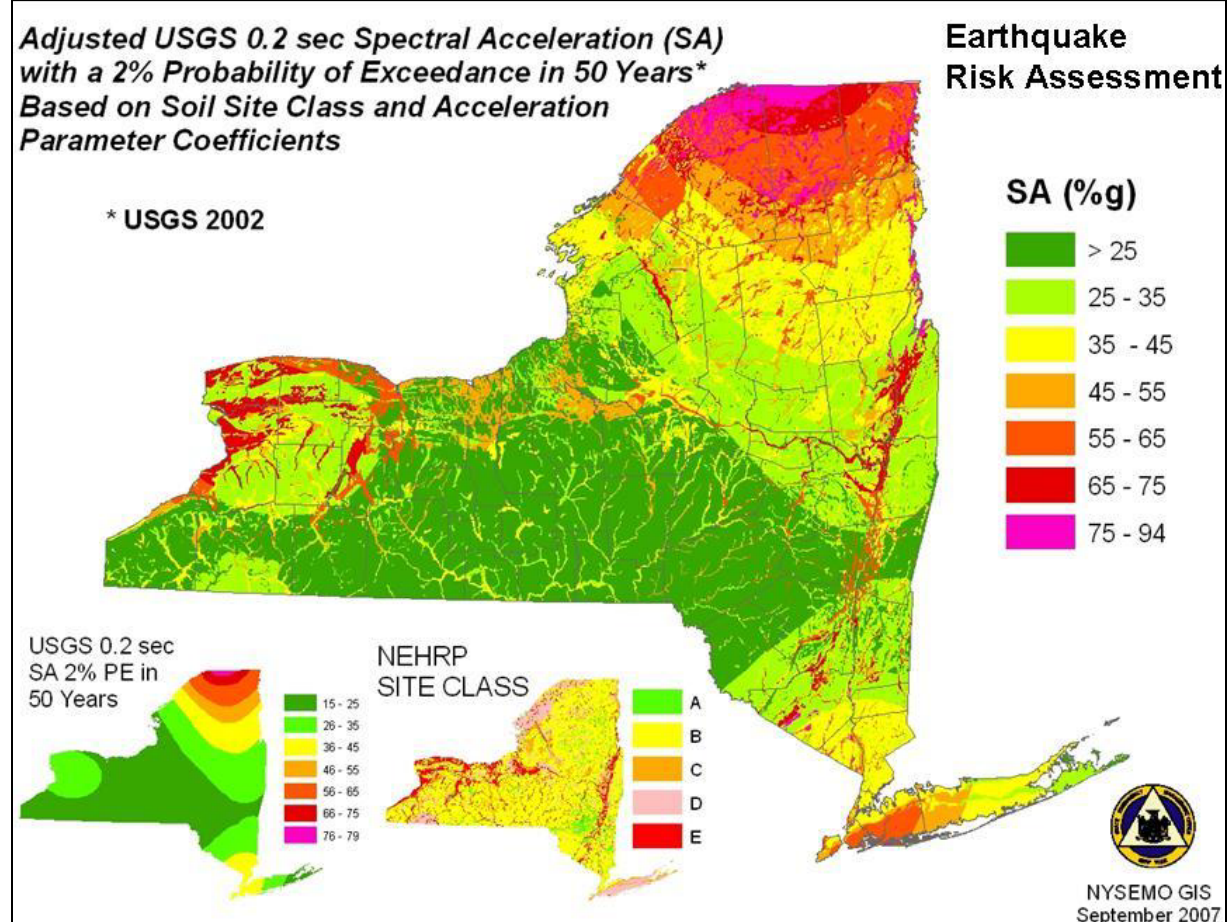 Adjusted USGS 0.2 sec Spectral Acceleration (SA)
with a 2% Probability of Exceedance in 50 Years*
Based on Soil Site Class and Acceleration
Parameter Coefficients
* USGS 2002
Earthquake
Risk Assessment
SA (%g)
> 25
25 - 35
35 - 45
45 - 55
55 - 65
65 - 75
75 - 94
USGS 0.2 sec
SA 2% PE in
50 Years
15 - 25
26 - 35
36 - 45
46 - 55
56 - 65
66 - 75
76 - 79
NEHRP
SITE CLASS
A
B
C
D
E
NYSEMO GIS
September 2007